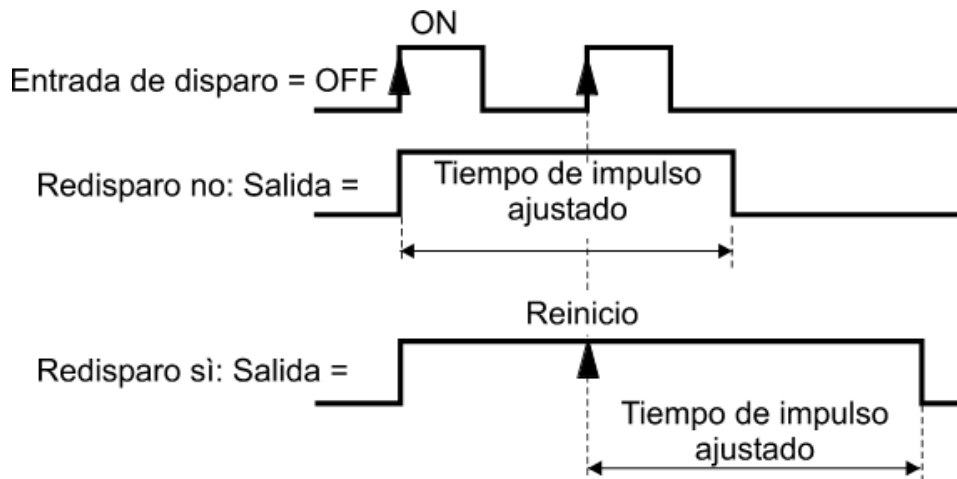 ON
Entrada de disparo = OFF
Redisparo no: Salida =
Tiempo de impulso
ajustado
Reinicio
Redisparo sì: Salida =
Tiempo de impulso
ajustado